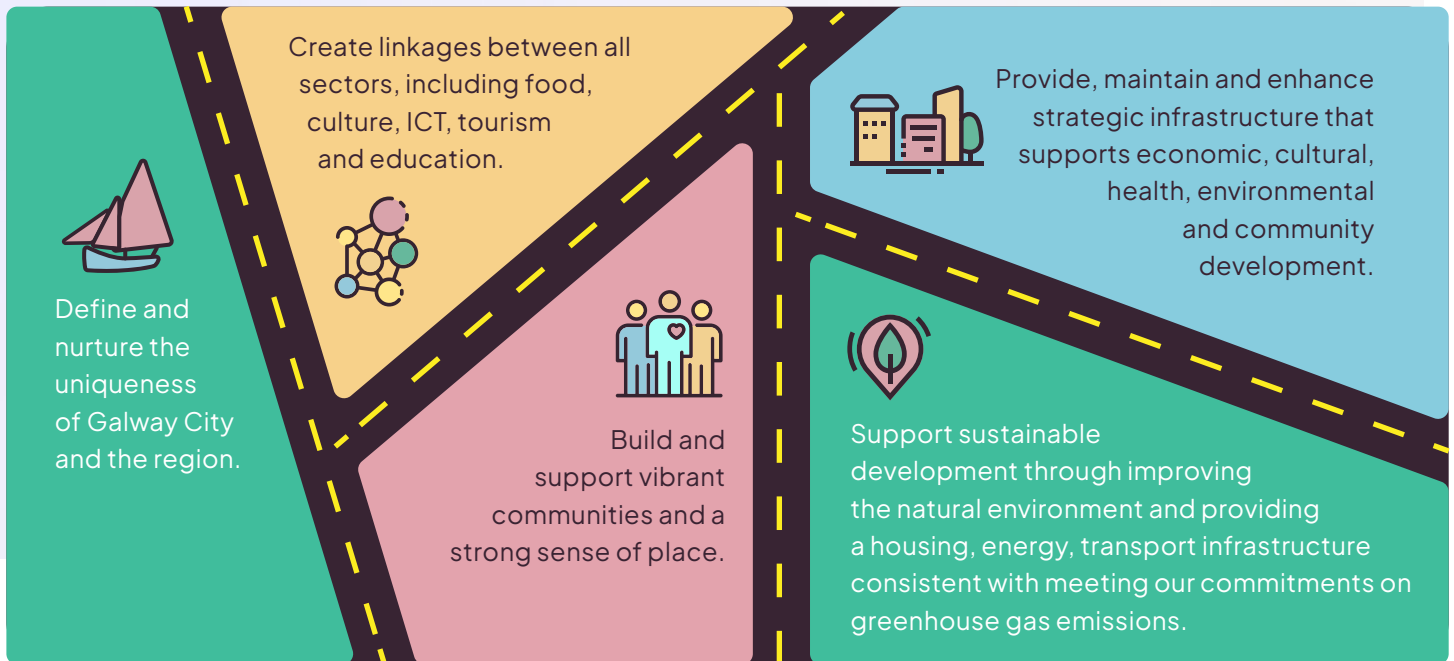 Define and
nurture the
uniqueness
of Galway City
and the region.
Create linkages between all
sectors, including food,
culture, ICT, tourism
and education.
Build and
support vibrant
communities and a
strong sense of place.
Provide, maintain and enhance
strategic infrastructure that
supports economic, cultural,
health, environmental
and community
development.
Support sustainable
development through improving
the natural environment and providing
a housing, energy, transport infrastructure
consistent with meeting our commitments on
greenhouse gas emissions.